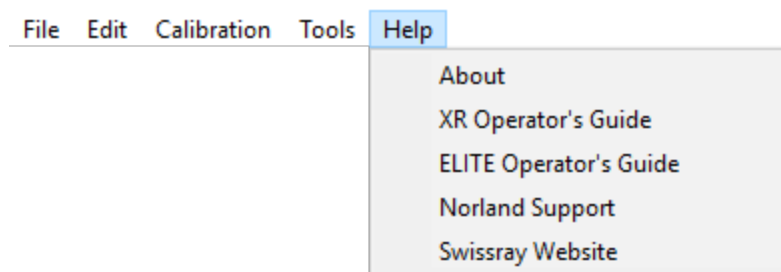 File Edit Calibration Tools Help
About
XR Operator's Guide
ELITE Operator's Guide
Norland Support
Swissray Website